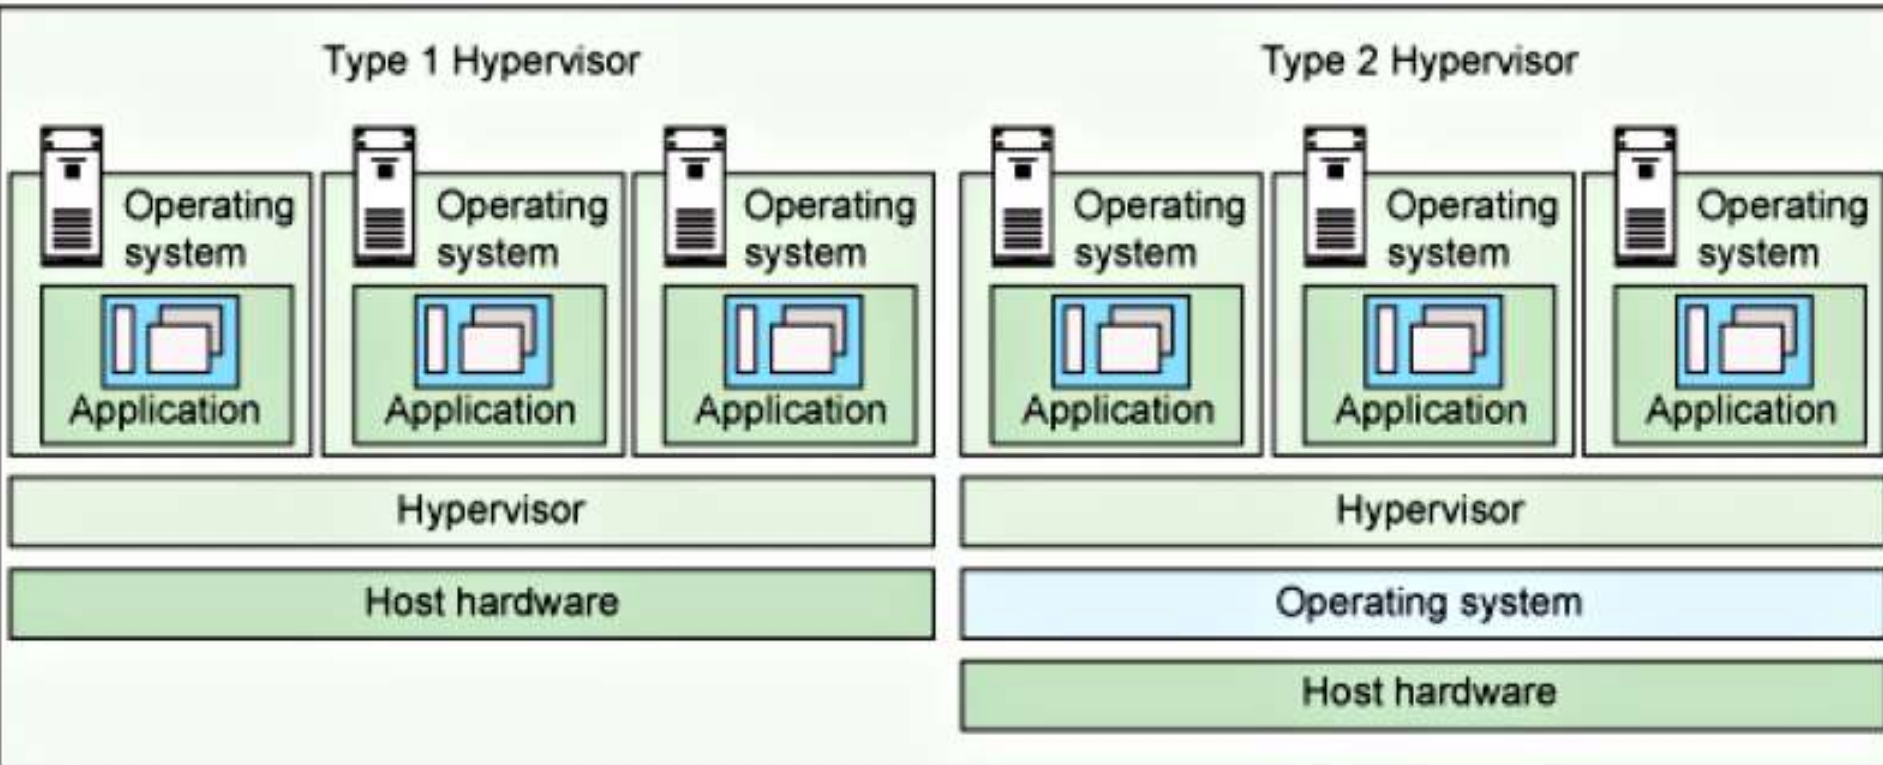 Type 1 Hypervisor
Operating
system
Application
Operating
system
Application
Operating
system
Application
Hypervisor
Host hardware
Type 2 Hypervisor
Operating
system
Application
Operating
system
Application
Operating
system
Application
Hypervisor
Operating system
Host hardware